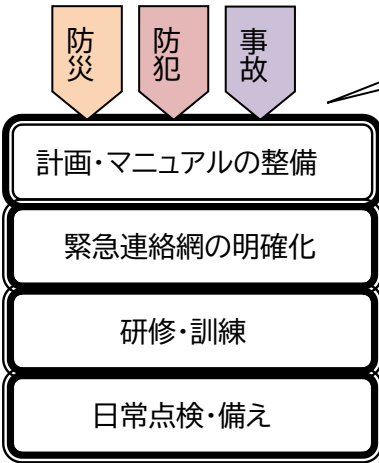 防災
防犯
事故
計画・マニュアルの整備
緊急連絡網の明確化
研修・訓練
日常点検・備え